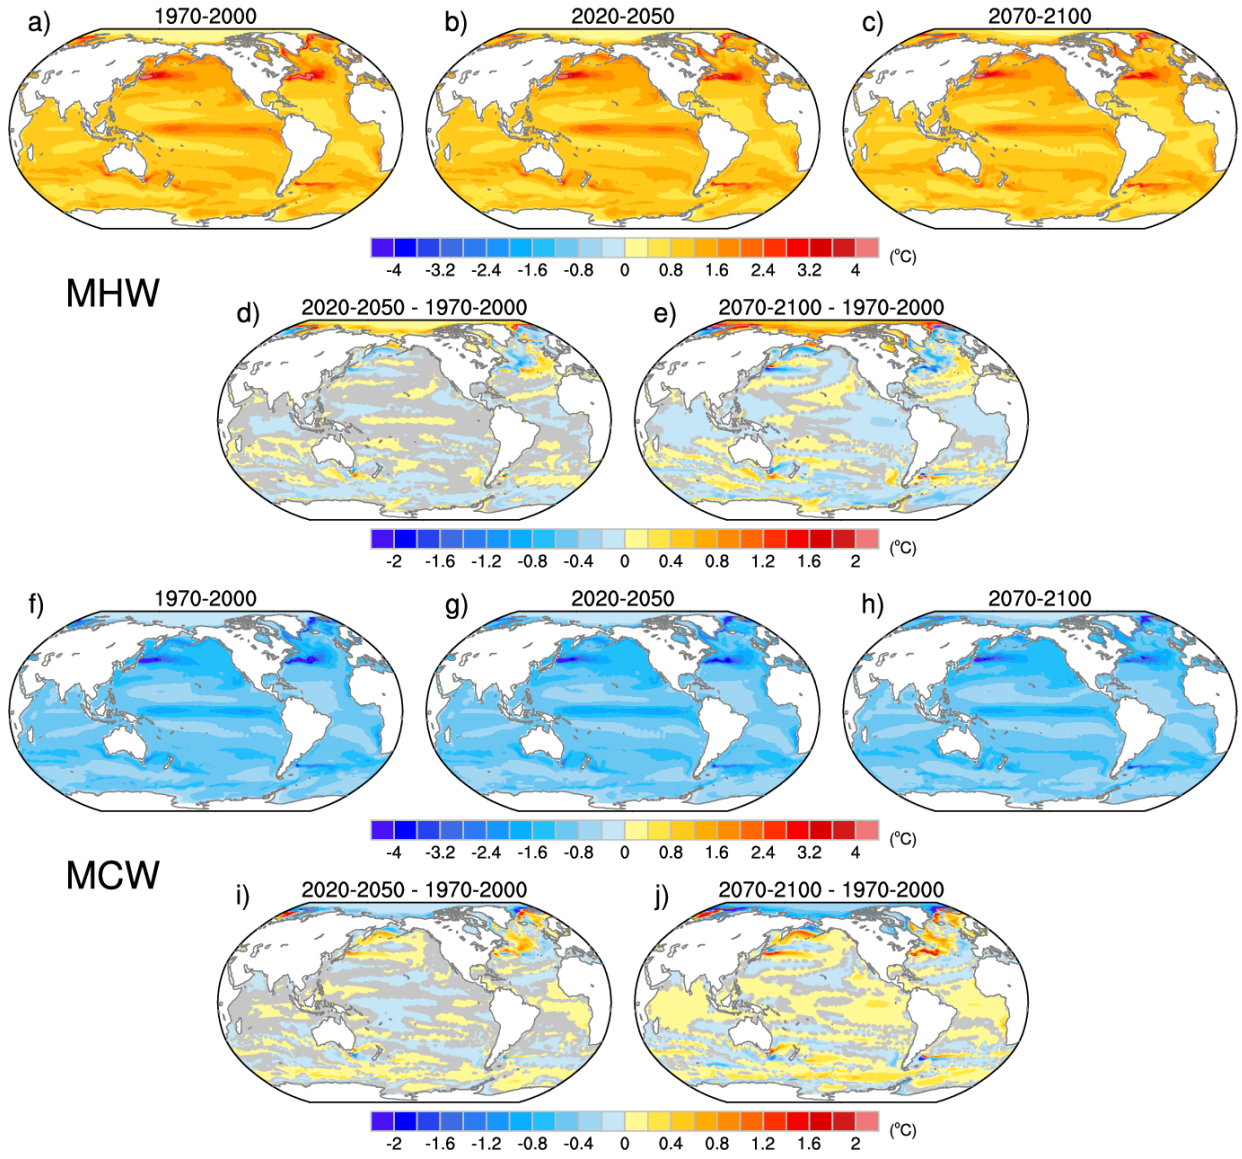 a) 1970-2000
b) 2020-2050
c) 2070-2100
-4 -3.2 -2.4 -1.6 -0.8 0 0.8 1.6 2.4 3.2 4 (°C)
MHW
d) 2020-2050 - 1970-2000
e) 2070-2100 - 1970-2000
-2 -1.6 -1.2 -0.8 -0.4 0 0.4 0.8 1.2 1.6 2 (°C)
f) 1970-2000
g) 2020-2050
h) 2070-2100
-4 -3.2 -2.4 -1.6 -0.8 0 0.8 1.6 2.4 3.2 4 (°C)
MCW
i) 2020-2050 - 1970-2000
j) 2070-2100 - 1970-2000
-2 -1.6 -1.2 -0.8 -0.4 0 0.4 0.8 1.2 1.6 2 (°C)